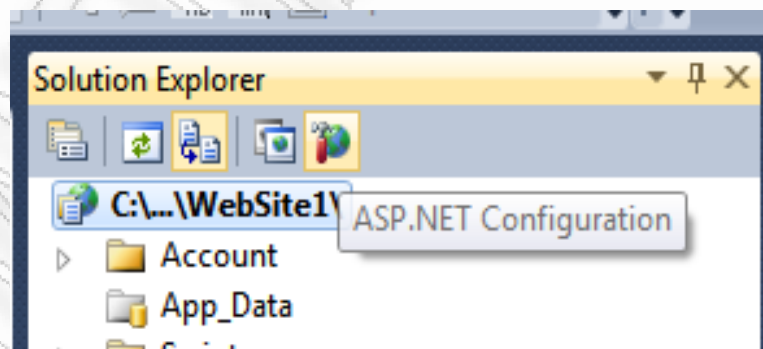 Solution Explorer
C:\...\WebSite1\
ASP.NET Configuration
Account
App_Data